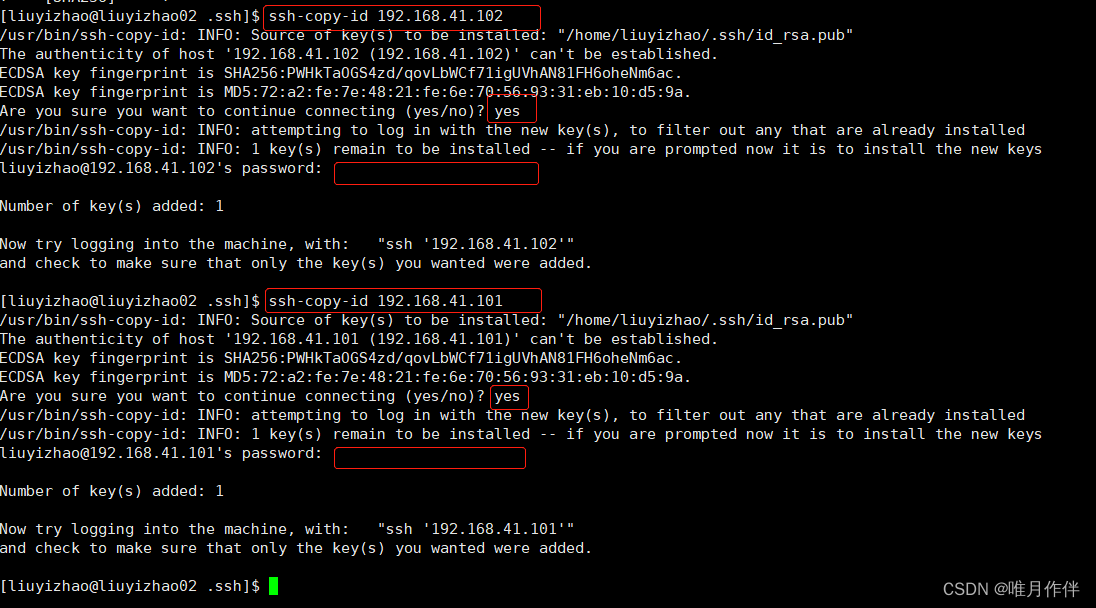 [liuyizhao@liuyizhao02 .ssh]$ ssh-copy-id 192.168.41.102
/usr/bin/ssh-copy-id: INFO: Source of key(s) to be installed: "/home/liuyizhao/.ssh/id_rsa.pub"
The authenticity of host '192.168.41.102 (192.168.41.102)' can't be established.
ECDSA key fingerprint is SHA256:PWHkTaOGS4zd/qovLbWCf71igUVhAN81FH6oheNm6ac.
ECDSA key fingerprint is MD5:72:a2:fe:7e:48:21:fe:6e:70:56:93:31:eb:10:d5:9a.
Are you sure you want to continue connecting (yes/no)? yes
/usr/bin/ssh-copy-id: INFO: attempting to log in with the new key(s), to filter out any that are already installed
/usr/bin/ssh-copy-id: INFO: 1 key(s) remain to be installed -- if you are prompted now it is to install the new keys
liuyizhao@192.168.41.102's password:
Number of key(s) added: 1
Now try logging into the machine, with:   "ssh '192.168.41.102'"
and check to make sure that only the key(s) you wanted were added.
[liuyizhao@liuyizhao02 .ssh]$ ssh-copy-id 192.168.41.101
/usr/bin/ssh-copy-id: INFO: Source of key(s) to be installed: "/home/liuyizhao/.ssh/id_rsa.pub"
The authenticity of host '192.168.41.101 (192.168.41.101)' can't be established.
ECDSA key fingerprint is SHA256:PWHkTaOGS4zd/qovLbWCf71igUVhAN81FH6oheNm6ac.
ECDSA key fingerprint is MD5:72:a2:fe:7e:48:21:fe:6e:70:56:93:31:eb:10:d5:9a.
Are you sure you want to continue connecting (yes/no)? yes
/usr/bin/ssh-copy-id: INFO: attempting to log in with the new key(s), to filter out any that are already installed
/usr/bin/ssh-copy-id: INFO: 1 key(s) remain to be installed -- if you are prompted now it is to install the new keys
liuyizhao@192.168.41.101's password:
Number of key(s) added: 1
Now try logging into the machine, with:   "ssh '192.168.41.101'"
and check to make sure that only the key(s) you wanted were added.
[liuyizhao@liuyizhao02 .ssh]$
CSDN @唯月作伴